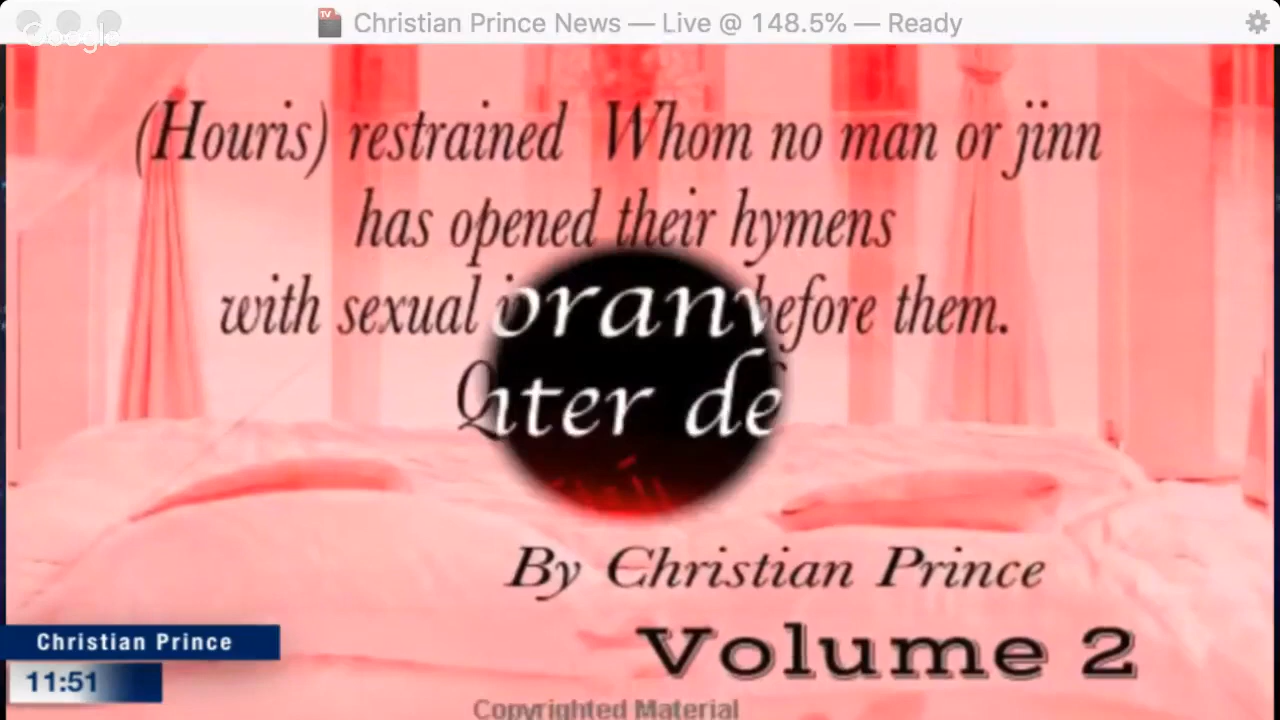 Google
Christian Prince News — Live @ 148.5% — Ready
(Houris) restrained Whom no man or jinn
has opened their hymens
with sexual before them.
By Christian Prince
Volume 2
Christian Prince
11:51
Copyrighted Material